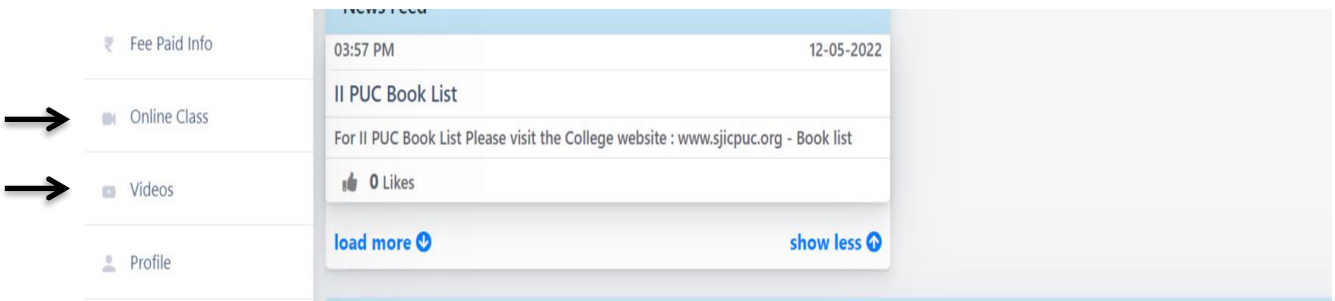 Fee Paid Info
Online Class
Videos
Profile
News Feed
03:57 PM 12-05-2022
II PUC Book List
For II PUC Book List Please visit the College website : www.sjicpuc.org - Book list
0 Likes
load more show less